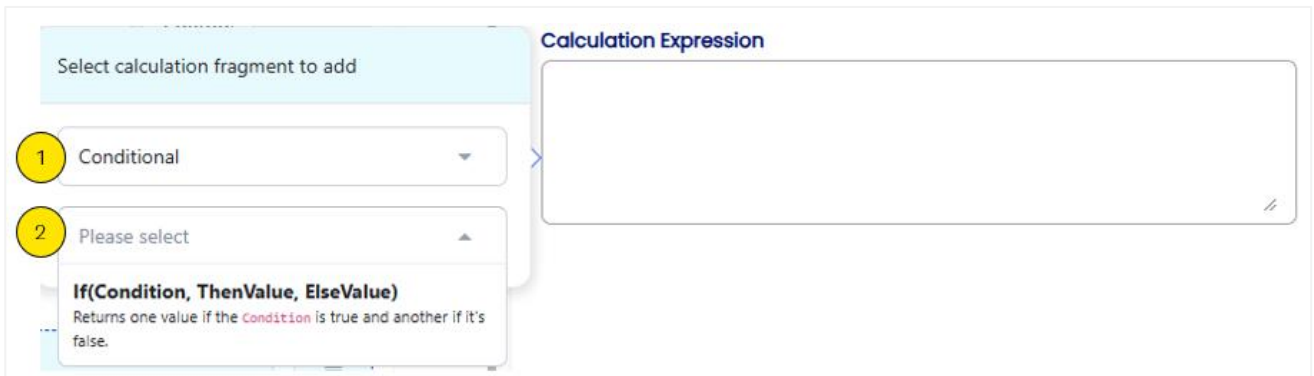 Calculation Expression
Select calculation fragment to add
1
Conditional
2
Please select
If(Condition, ThenValue, ElseValue)
Returns one value if the Condition is true and another if it's
false.